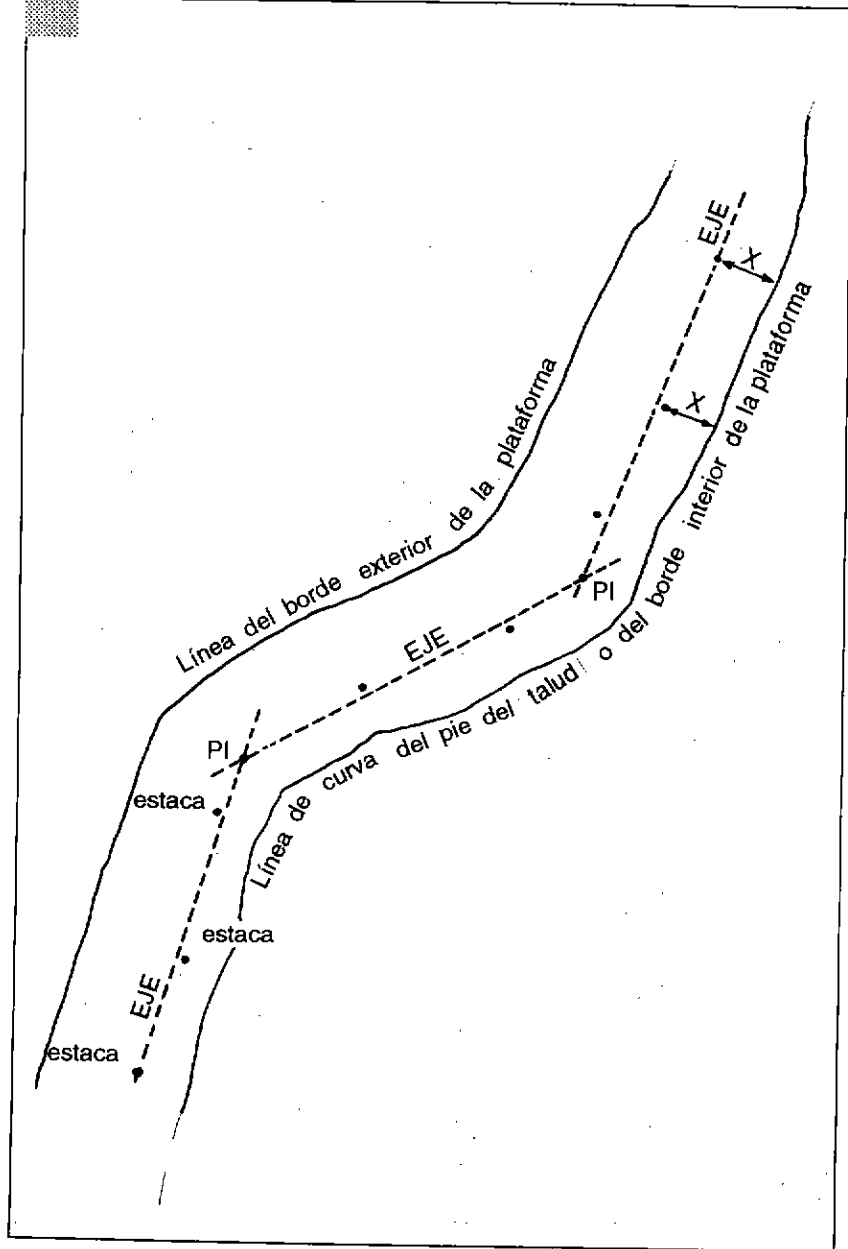 EJE
X
X
Línea del borde exterior de la plataforma
PI
EJE
Línea de curva del pie del talud o del borde interior de la plataforma
PI
estaca
estaca
EJE
estaca